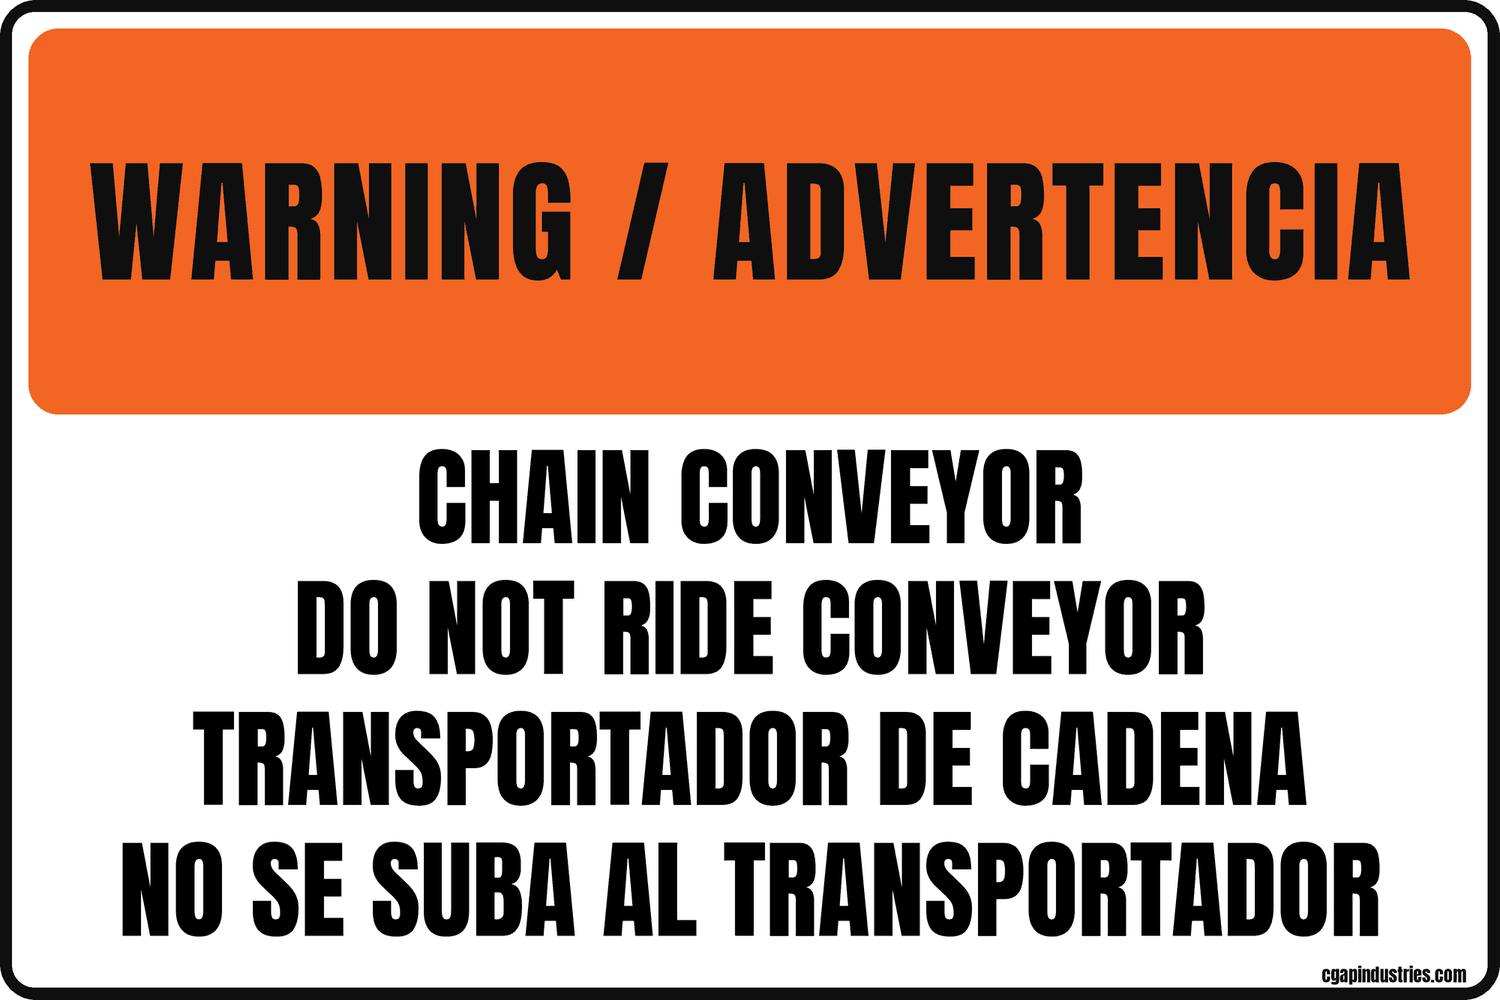 WARNING / ADVERTENCIA
CHAIN CONVEYOR
DO NOT RIDE CONVEYOR
TRANSPORTADOR DE CADENA
NO SE SUBA AL TRANSPORTADOR
cgapindustries.com